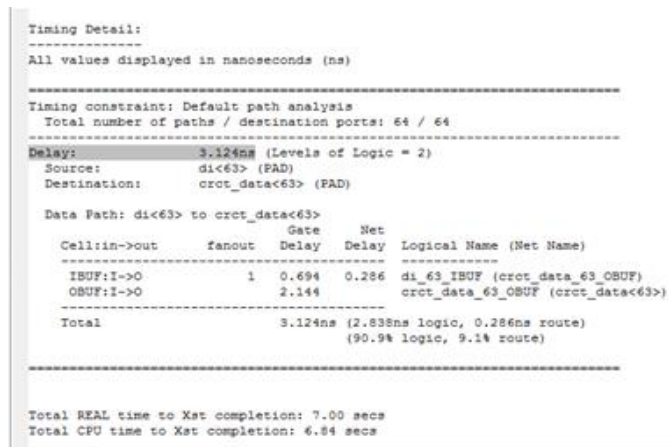 Timing Detail:
--------------
All values displayed in nanoseconds (ns)
=========================================================================
Timing constraint: Default path analysis
Total number of paths / destination ports: 64 / 64
-------------------------------------------------------------------------
Delay: 3.124ns (Levels of Logic = 2)
Source: di<63> (PAD)
Destination: crct_data<63> (PAD)
Data Path: di<63> to crct_data<63>
Gate Net
Cell:in->out fanout Delay Delay Logical Name (Net Name)
---------------------------------------- ------------
IBUF:I->O 1 0.694 0.286 di_63_IBUF (crct_data_63_OBUF)
OBUF:I->O 2.144 crct_data_63_OBUF (crct_data<63>)
----------------------------------------
Total 3.124ns (2.838ns logic, 0.286ns route)
(90.9% logic, 9.1% route)
=========================================================================
Total REAL time to Xst completion: 7.00 secs
Total CPU time to Xst completion: 6.84 secs